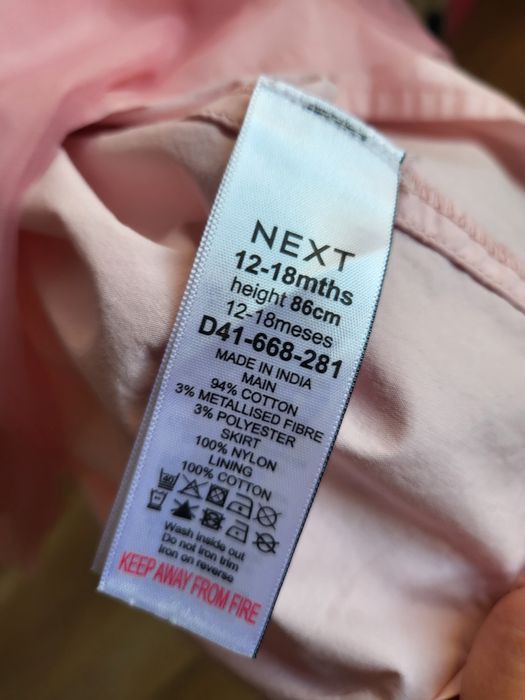 NEXT
12-18mths
height 86cm
12-18meses
D41-668-281
MADE IN INDIA
MAIN
94% COTTON
3% METALLISED FIBRE
3% POLYESTER
SKIRT
100% NYLON
LINING
100% COTTON
Wash inside out
Do not iron trim
Iron on reverse
KEEP AWAY FROM FIRE